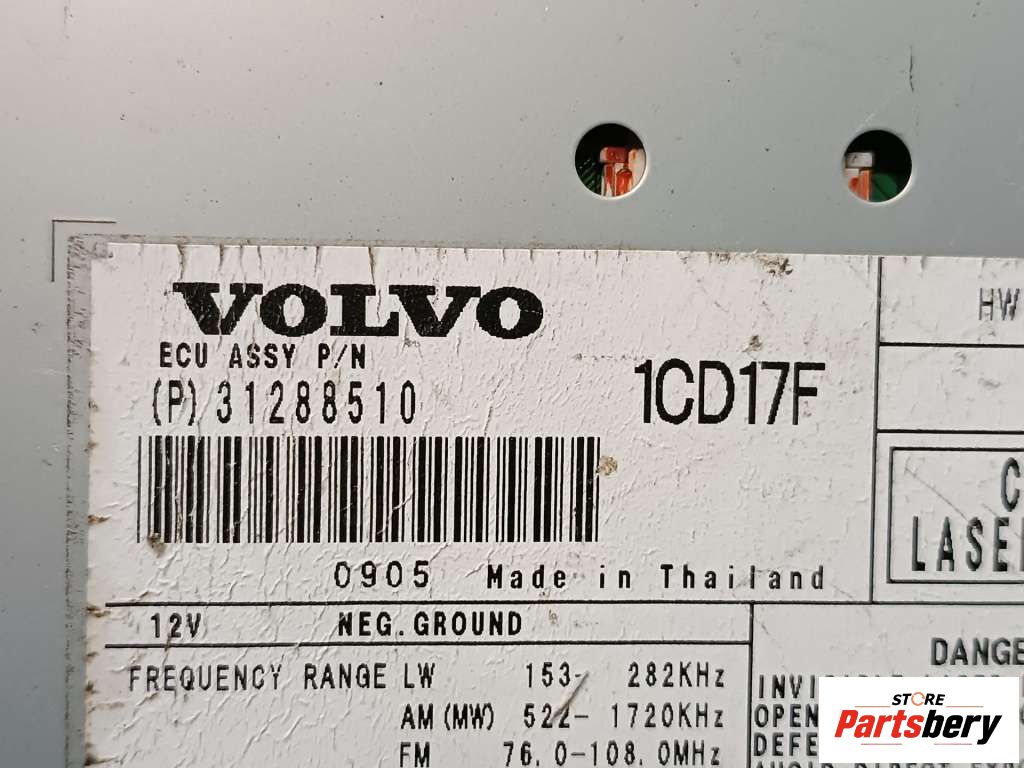 VOLVO
ECU ASSY P/N
(P) 31288510
1CD17F
0905 Made in Thailand
HW
LASE
12V NEG. GROUND
FREQUENCY RANGE LW 153- 282KHz
AM (MW) 522- 1720KHz
FM 76.0-108.0MHz
DANGE
OPEN
DEFE
STORE
Partsbery